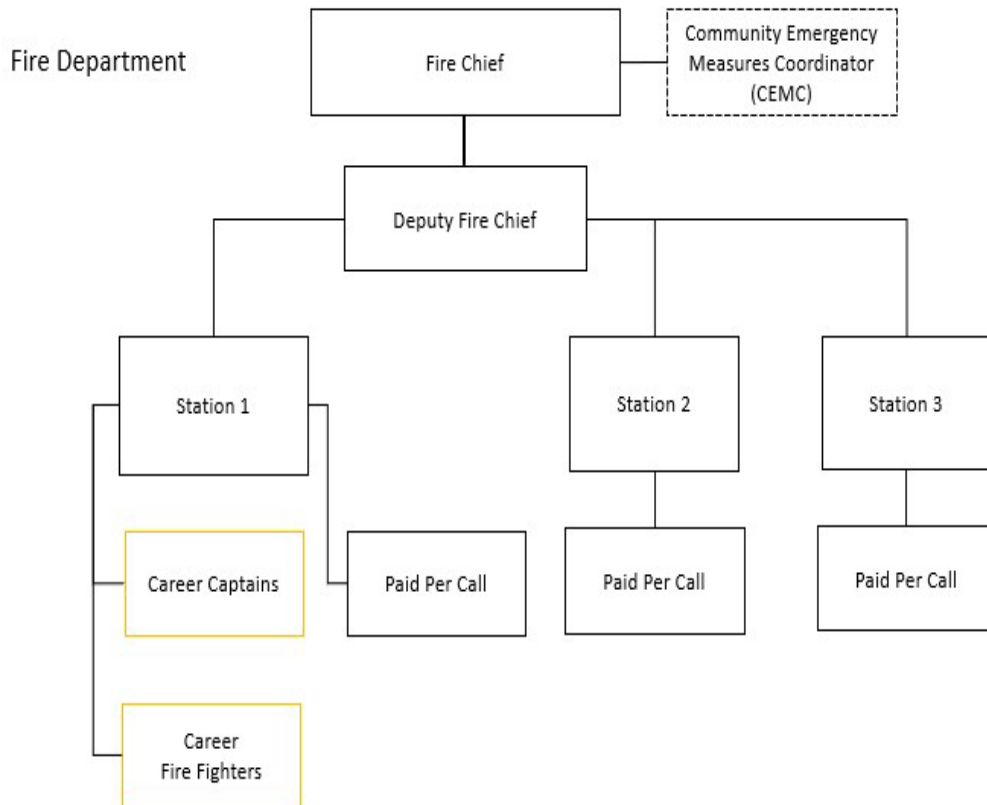 Fire Department
Fire Chief
Community Emergency
Measures Coordinator
(CEMC)
Deputy Fire Chief
Station 1
Station 2
Station 3
Career Captains
Paid Per Call
Paid Per Call
Paid Per Call
Career
Fire Fighters